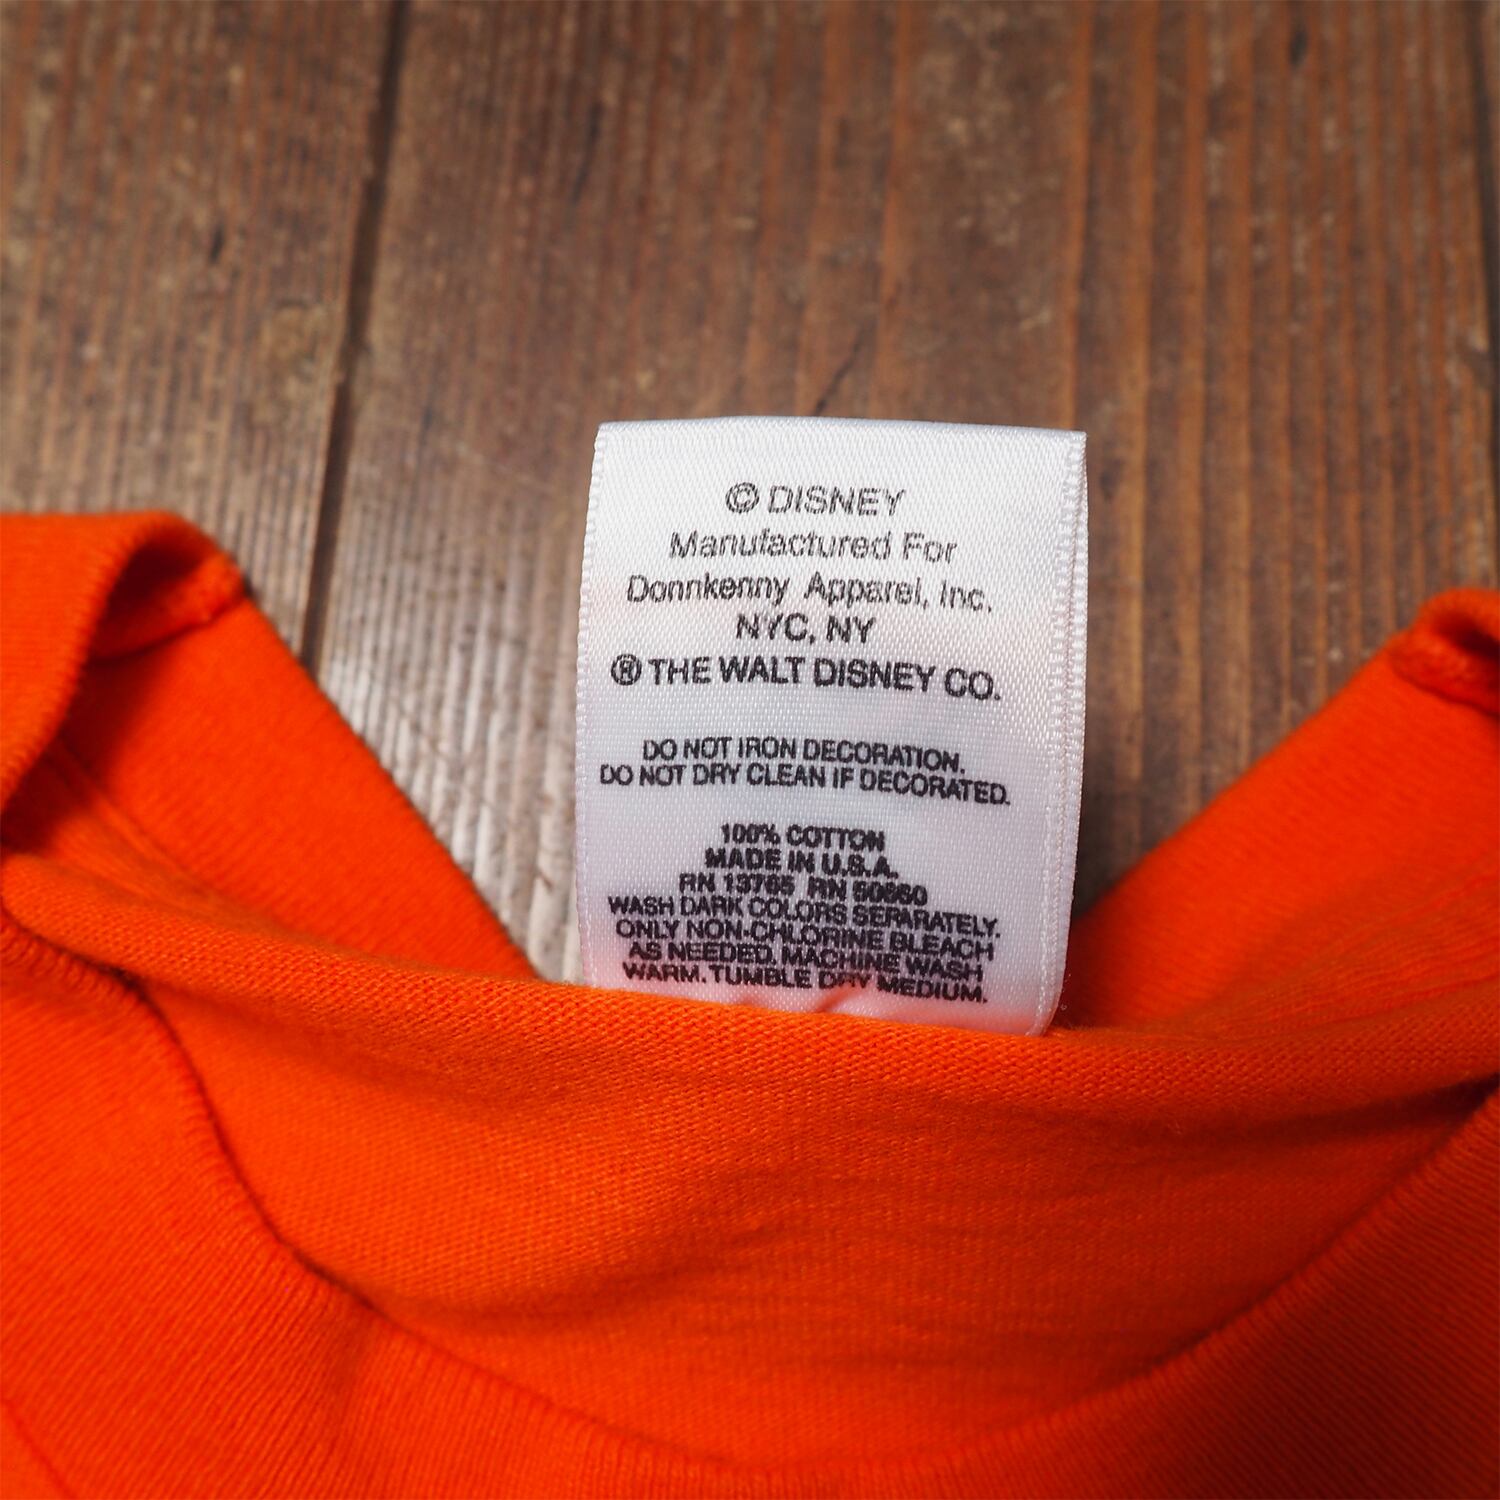 © DISNEY
Manufactured For
Donnkenny Apparel, Inc.
NYC, NY
® THE WALT DISNEY CO.
DO NOT IRON DECORATION.
DO NOT DRY CLEAN IF DECORATED.
100% COTTON
MADE IN U.S.A.
RN 13765 RN 50860
WASH DARK COLORS SEPARATELY.
ONLY NON-CHLORINE BLEACH
AS NEEDED. MACHINE WASH
WARM. TUMBLE DRY MEDIUM.